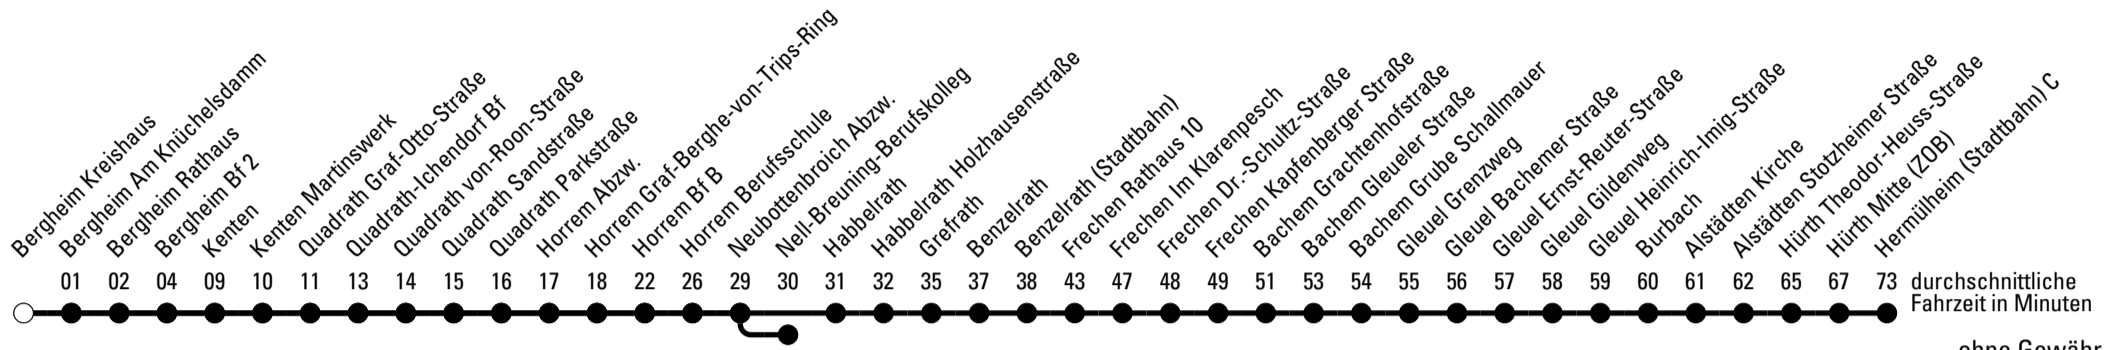 Bergheim Kreishaus
Bergheim Am Knüchelsdamm
Bergheim Rathaus
Bergheim Bf 2
Kenten
Kenten Martinswerk
Quadrath Graf-Otto-Straße
Quadrath-Ichendorf Bf
Quadrath von-Roon-Straße
Quadrath Sandstraße
Quadrath Parkstraße
Horrem Abzw.
Horrem Graf-Berghe-von-Trips-Ring
Horrem Bf B
Horrem Berufsschule
Neubottenbroich Abzw.
Nell-Breuning-Berufskolleg
Habbelrath
Habbelrath Holzhausenstraße
Grefrath
Benzelrath
Benzelrath (Stadtbahn)
Frechen Rathaus 10
Frechen Im Klarenpesch
Frechen Dr.-Schultz-Straße
Frechen Kapfenberger Straße
Bachem Grachtenhofstraße
Bachem Gleueler Straße
Bachem Grube Schallmauer
Gleuel Grenzweg
Gleuel Bachemer Straße
Gleuel Ernst-Reuter-Straße
Gleuel Gildenweg
Gleuel Heinrich-Imig-Straße
Burbach
Alstädten Kirche
Alstädten Stotzheimer Straße
Hürth Theodor-Heuss-Straße
Hürth Mitte (ZOB)
Hermülheim (Stadtbahn) C
01 02 04 09 10 11 13 14 15 16 17 18 22 26 29 30 31 32 35 37 38 43 47 48 49 51 53 54 55 56 57 58 59 60 61 62 65 67 73 durchschnittliche
Fahrzeit in Minuten
ohne Gewähr